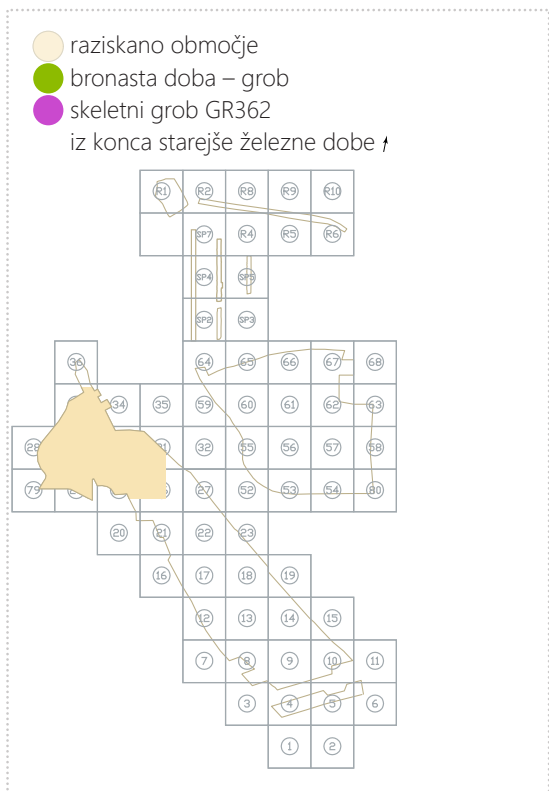 raziskano območje
bronasta doba – grob
skeletni grob GR362
iz konca starejše železne dobe
R1 R2 R8 R9 R10
SP7 R4 R5 R6
SP4 SP5
SP2 SP3
36 64 65 66 67 68
34 35 59 60 61 62 63
28 32 55 56 57 58
79 27 52 53 54 80
20 21 22 23
16 17 18 19
12 13 14 15
7 8 9 10 11
3 4 5 6
1 2